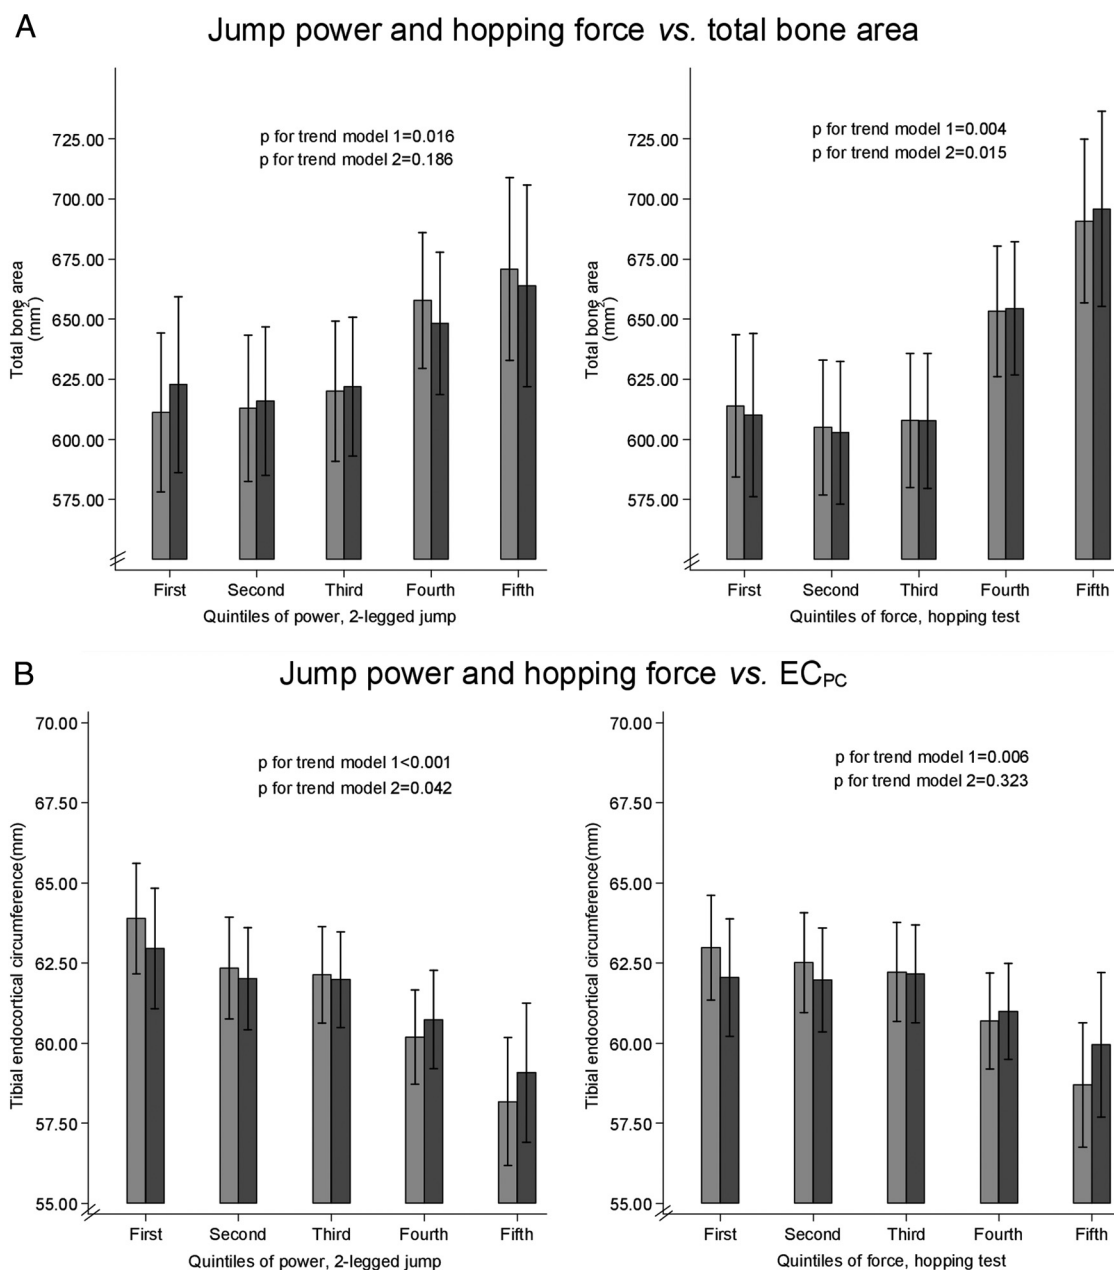 A
Jump power and hopping force vs. total bone area
p for trend model 1=0.016
p for trend model 2=0.186
Total bone area
(mm²)
725.00
700.00
675.00
650.00
625.00
600.00
575.00
First Second Third Fourth Fifth
Quintiles of power, 2-legged jump
p for trend model 1=0.004
p for trend model 2=0.015
Total bone area
(mm²)
725.00
700.00
675.00
650.00
625.00
600.00
575.00
First Second Third Fourth Fifth
Quintiles of force, hopping test
B
Jump power and hopping force vs. ECPC
p for trend model 1<0.001
p for trend model 2=0.042
Tibial endocortical circumference(mm)
70.00
67.50
65.00
62.50
60.00
57.50
55.00
First Second Third Fourth Fifth
Quintiles of power, 2-legged jump
p for trend model 1=0.006
p for trend model 2=0.323
Tibial endocortical circumference(mm)
70.00
67.50
65.00
62.50
60.00
57.50
55.00
First Second Third Fourth Fifth
Quintiles of force, hopping test